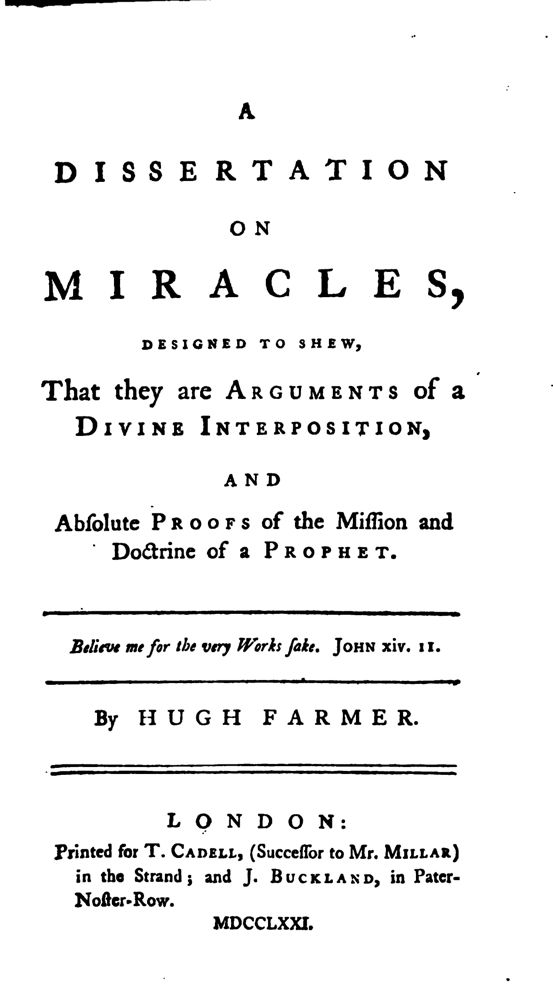 A
DISSERTATION
ON
MIRACLES,
DESIGNED TO SHEW,
That they are ARGUMENTS of a
DIVINE INTERPOSITION,
AND
Abſolute PROOFS of the Miſſion and
Doctrine of a PROPHET.
Believe me for the very Works ſake. JOHN xiv. 11.
By HUGH FARMER.
LONDON:
Printed for T. CADELL, (Succeſſor to Mr. MILLAR)
in the Strand; and J. BUCKLAND, in Pater-
Noſter-Row.
MDCCLXXI.